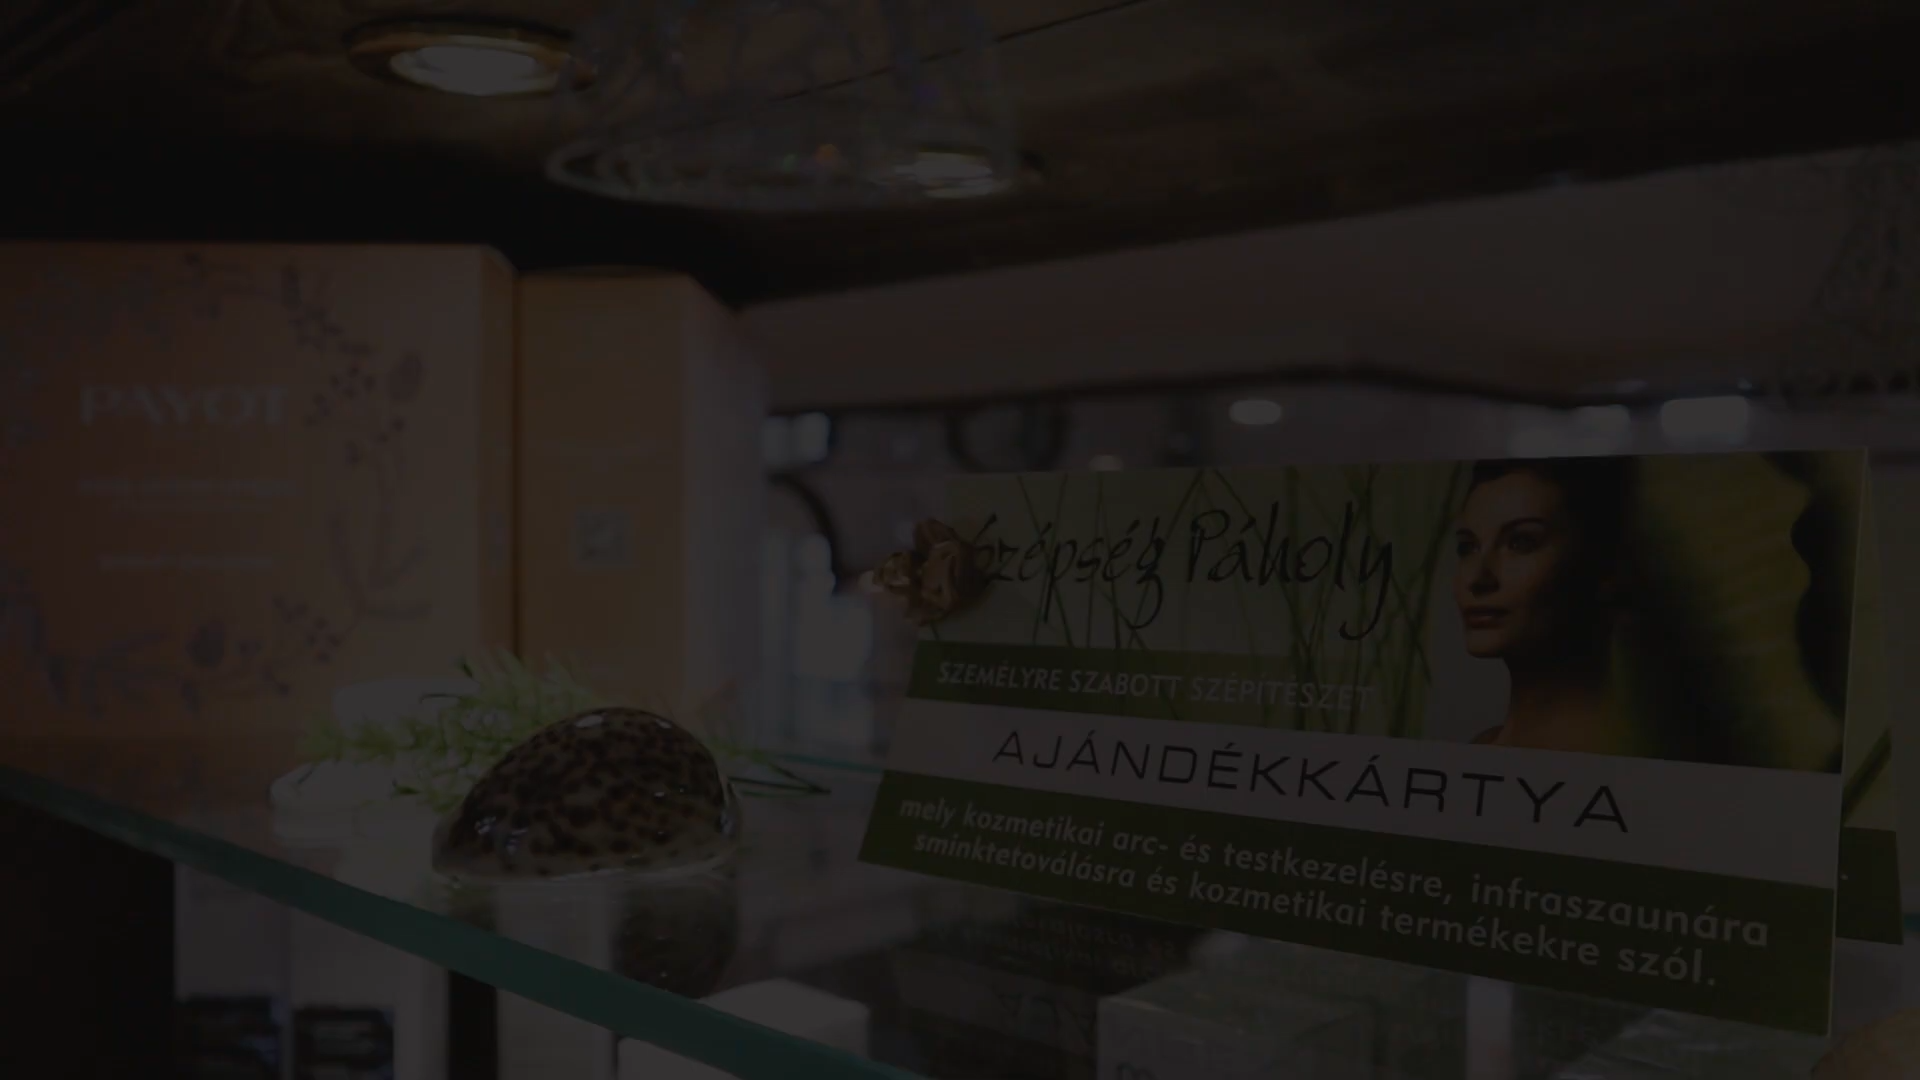 PAYOT
Szépség Páholy
SZEMÉLYRE SZABOTT SZÉPÍTÉSZET
AJÁNDÉKKÁRTYA
mely kozmetikai arc- és testkezelésre, infraszaunára
sminktetoválásra és kozmetikai termékekre szól.